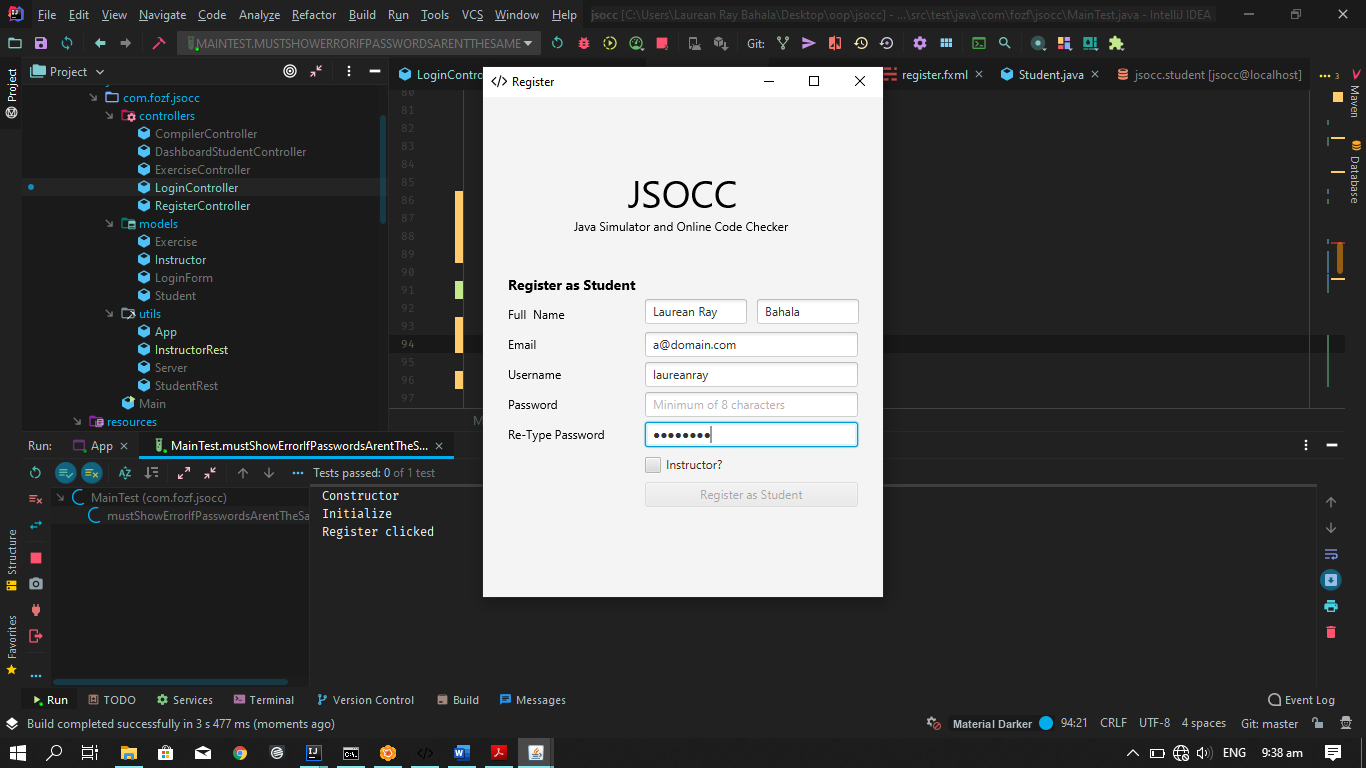 File Edit View Navigate Code Analyze Refactor Build Run Tools VCS Window Help jsocc [C:\Users\Laurean Ray Bahala\Desktop\oop\jsocc] - ...\src\test\java\com\fozf\jsocc\MainTest.java - IntelliJ IDEA
MAINTEST.MUSTSHOWERRORIFPASSWORDSARENTTHESAME Git:
Project LoginContro register.fxml Student.java jsocc.student [jsocc@localhost] 3
Project
Structure
Favorites
Maven
Database
com.fozf.jsocc
controllers
CompilerController
DashboardStudentController
ExerciseController
LoginController
RegisterController
models
Exercise
Instructor
LoginForm
Student
utils
App
InstructorRest
Server
StudentRest
Main
resources
80
81
82
83
84
85
86
87
88
89
90
91
92
93
94
95
96
97
M
</> Register
JSOCC
Java Simulator and Online Code Checker
Register as Student
Full Name Laurean Ray Bahala
Email a@domain.com
Username laureanray
Password Minimum of 8 characters
Re-Type Password ●●●●●●●●
Instructor?
Register as Student
Run: App MainTest.mustShowErrorIfPasswordsArentTheS...
Tests passed: 0 of 1 test
MainTest (com.fozf.jsocc)
mustShowErrorIfPasswordsArentTheSa
Constructor
Initialize
Register clicked
Run TODO Services Terminal Version Control Build Messages Event Log
Build completed successfully in 3 s 477 ms (moments ago) Material Darker 94:21 CRLF UTF-8 4 spaces Git: master
ENG 9:38 am